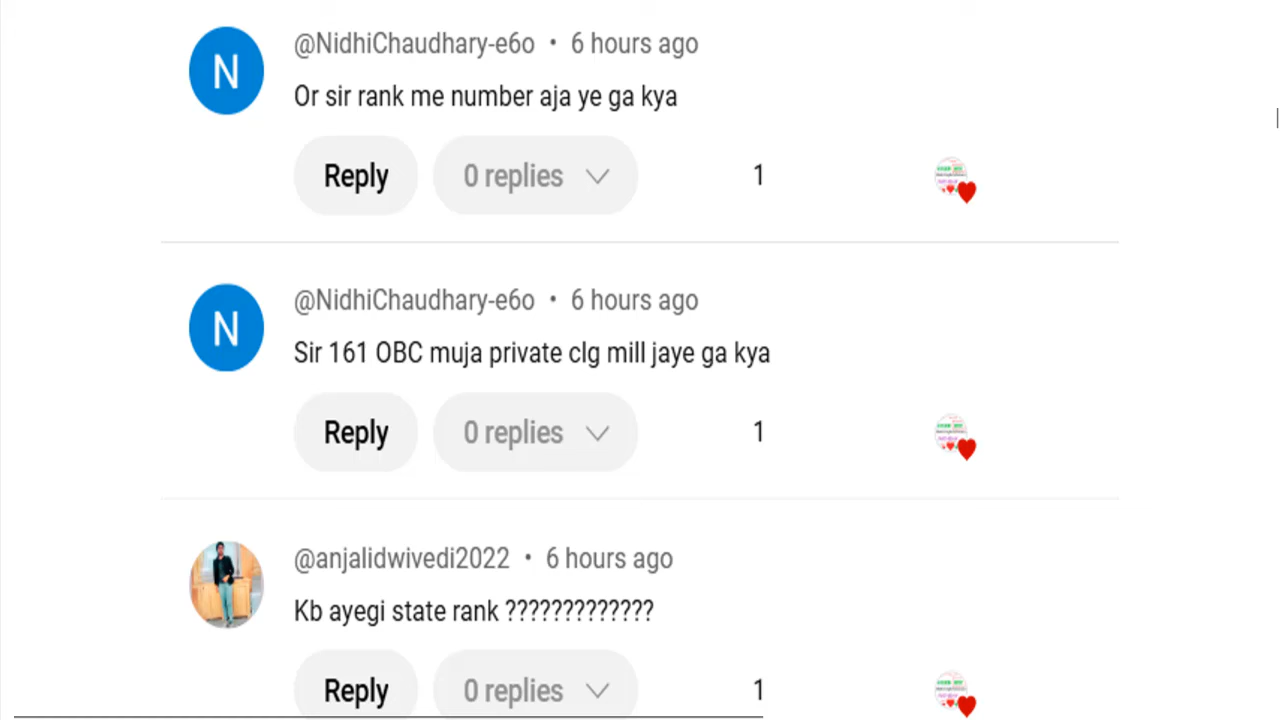 N
@NidhiChaudhary-e6o • 6 hours ago
Or sir rank me number aja ye ga kya
Reply 0 replies 1
N
@NidhiChaudhary-e6o • 6 hours ago
Sir 161 OBC muja private clg mill jaye ga kya
Reply 0 replies 1
@anjalidwivedi2022 • 6 hours ago
Kb ayegi state rank ?????????????
Reply 0 replies 1